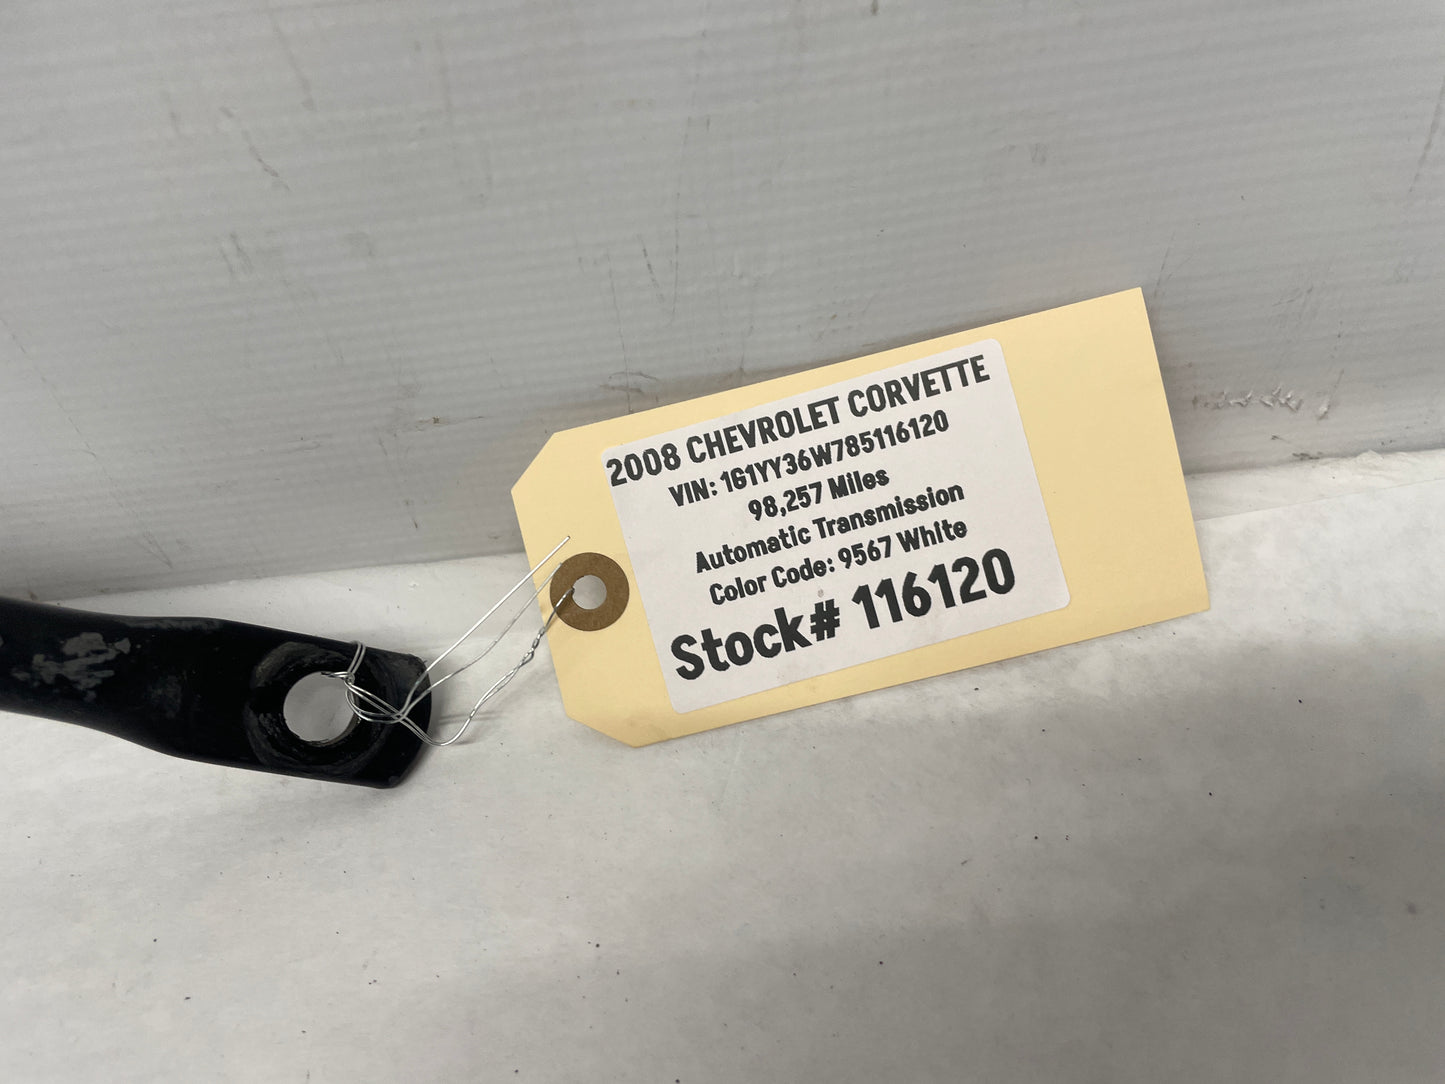 2008 CHEVROLET CORVETTE
VIN: 1G1YY36W785116120
98,257 Miles
Automatic Transmission
Color Code: 9567 White
Stock# 116120